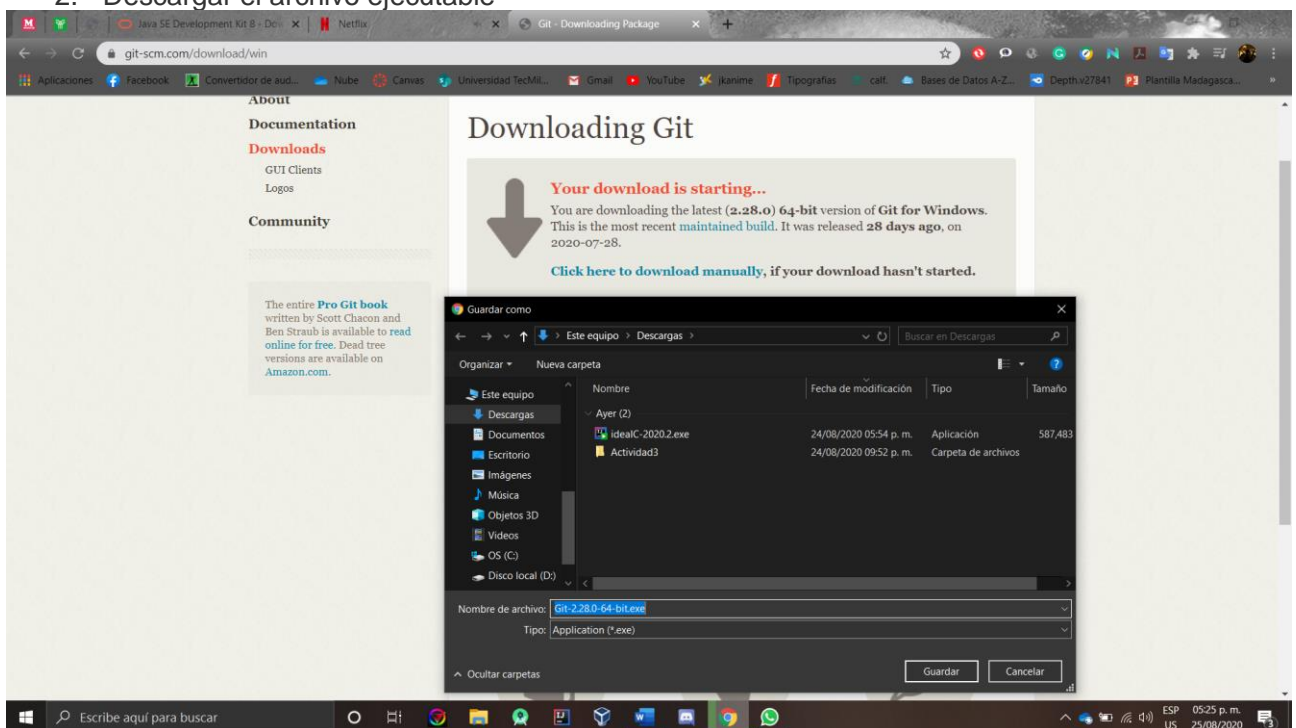 2. Descargar el archivo ejecutable
Java SE Development Kit 8 - Do
Netflix
Git - Downloading Package
git-scm.com/download/win
Aplicaciones
Facebook
Convertidor de aud...
Nube
Canvas
Universidad TecMil...
Gmail
YouTube
jkanime
Tipografias
calf.
Bases de Datos A-Z...
Depth.v27841
Plantilla Madagasca...
About
Documentation
Downloads
GUI Clients
Logos
Community
The entire Pro Git book
written by Scott Chacon and
Ben Straub is available to read
online for free. Dead tree
versions are available on
Amazon.com.
Downloading Git
Your download is starting...
You are downloading the latest (2.28.0) 64-bit version of Git for Windows.
This is the most recent maintained build. It was released 28 days ago, on
2020-07-28.
Click here to download manually, if your download hasn't started.
Guardar como
Este equipo > Descargas >
Buscar en Descargas
Organizar
Nueva carpeta
Este equipo
Descargas
Documentos
Escritorio
Imágenes
Música
Objetos 3D
Videos
OS (C:)
Disco local (D:)
Nombre Fecha de modificación Tipo Tamaño
Ayer (2)
ideaIC-2020.2.exe 24/08/2020 05:54 p. m. Aplicación 587,483
Actividad3 24/08/2020 09:52 p. m. Carpeta de archivos
Nombre de archivo: Git-2.28.0-64-bit.exe
Tipo: Application (*.exe)
Ocultar carpetas
Guardar
Cancelar
Escribe aquí para buscar
ESP
US
05:25 p. m.
25/08/2020